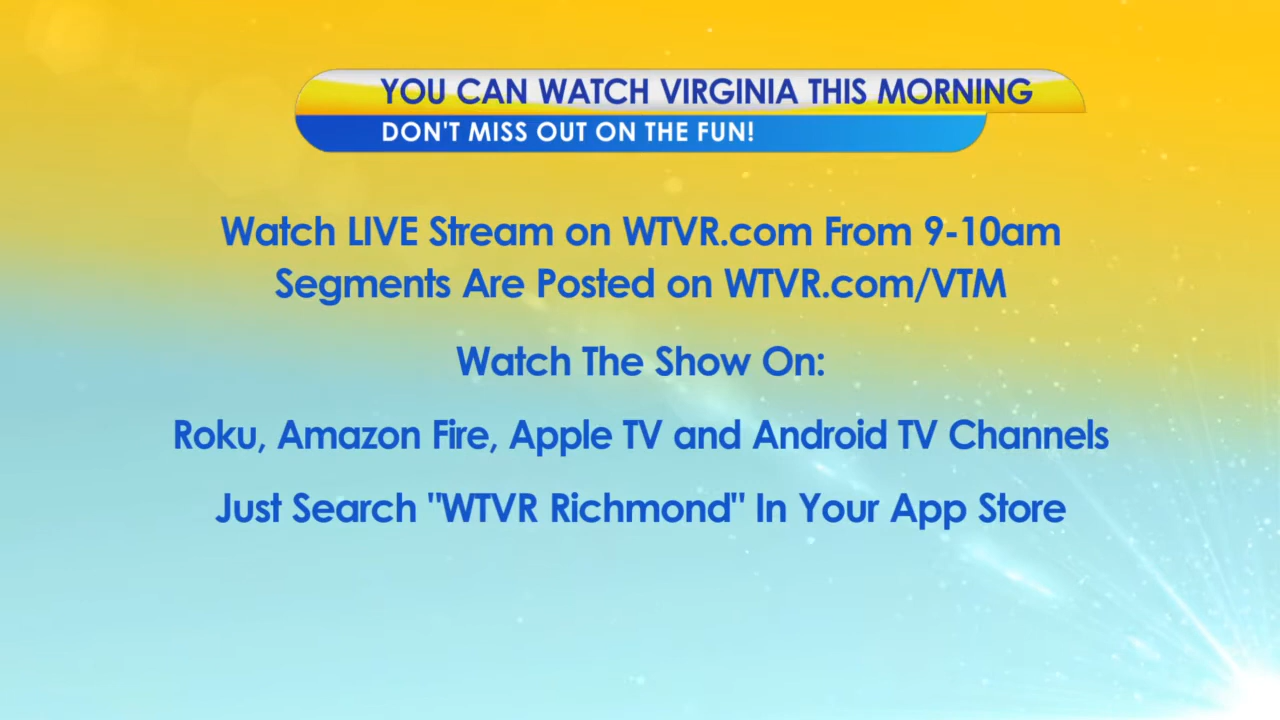 YOU CAN WATCH VIRGINIA THIS MORNING
DON'T MISS OUT ON THE FUN!
Watch LIVE Stream on WTVR.com From 9-10am
Segments Are Posted on WTVR.com/VTM
Watch The Show On:
Roku, Amazon Fire, Apple TV and Android TV Channels
Just Search "WTVR Richmond" In Your App Store